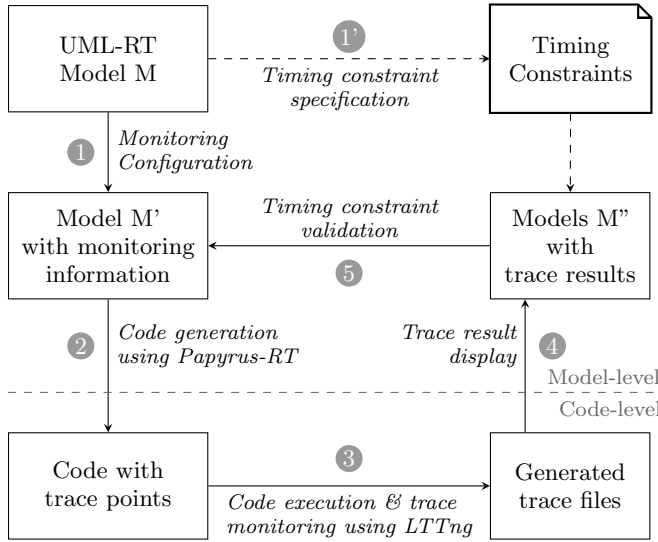 UML-RT
Model M
1'
Timing constraint
specification
Timing
Constraints
1
Monitoring
Configuration
Model M'
with monitoring
information
Timing constraint
validation
5
Models M"
with
trace results
2
Code generation
using Papyrus-RT
Trace result
display
4
Model-level
Code-level
Code with
trace points
3
Code execution & trace
monitoring using LTTng
Generated
trace files